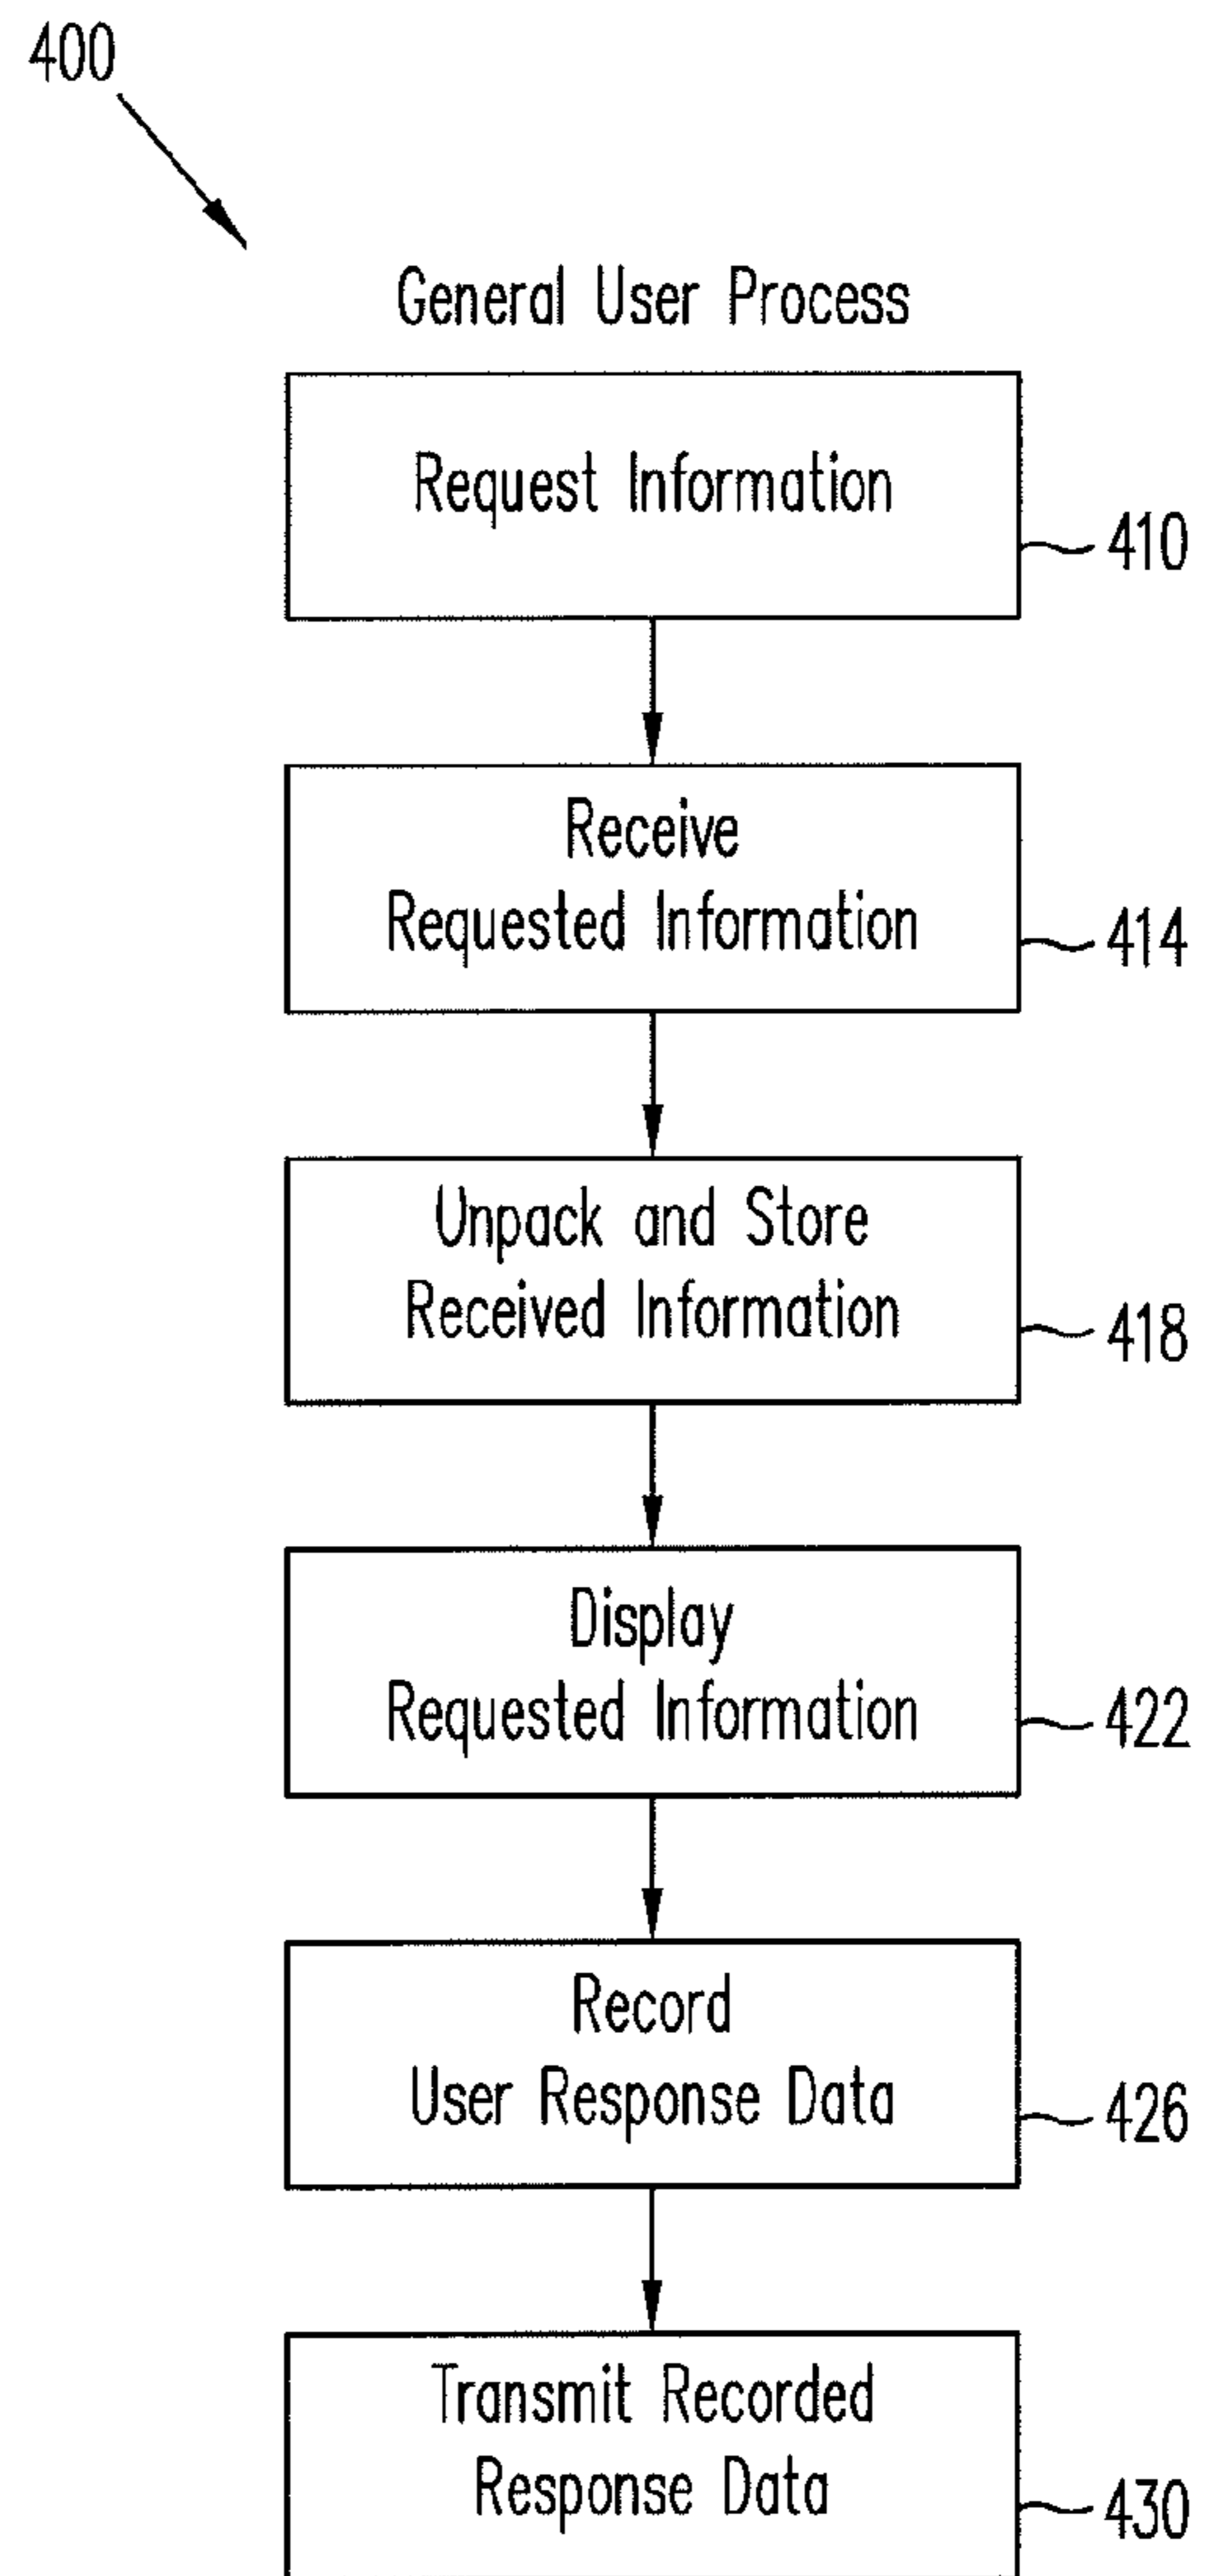 400
General User Process
Request Information
410
Receive
Requested Information
414
Unpack and Store
Received Information
418
Display
Requested Information
422
Record
User Response Data
426
Transmit Recorded
Response Data
430